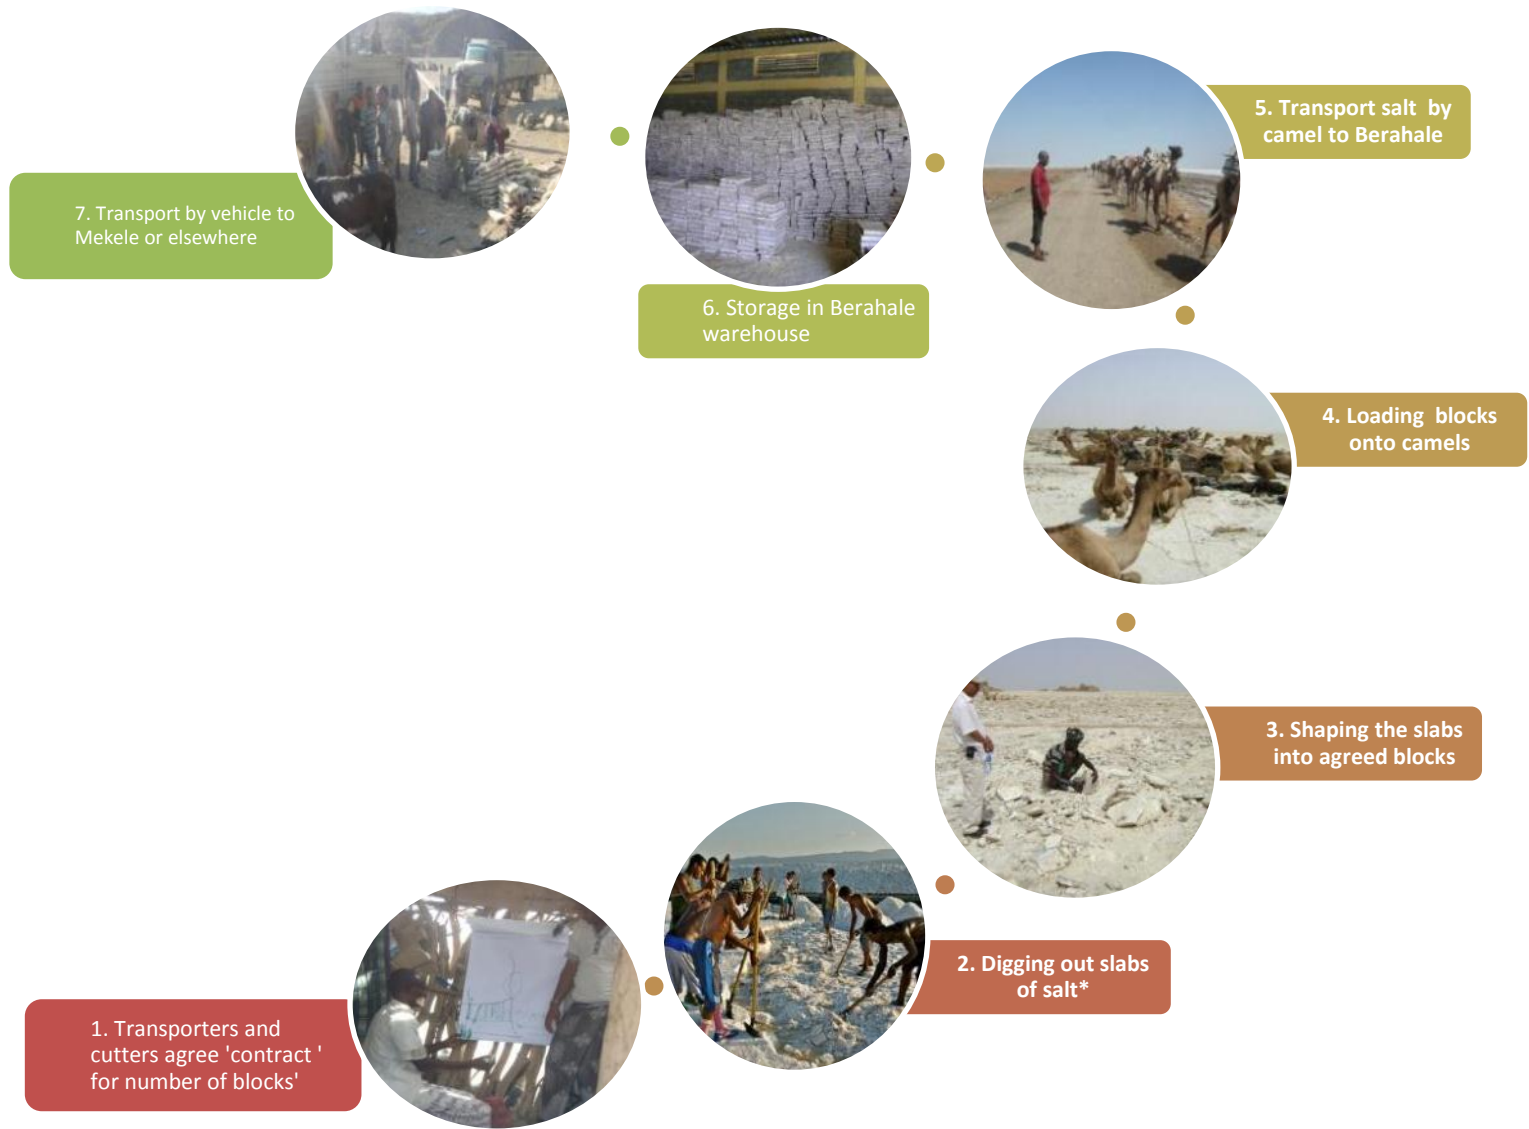 7. Transport by vehicle to
Mekele or elsewhere
6. Storage in Berahale
warehouse
5. Transport salt  by
camel to Berahale
4. Loading  blocks
onto camels
3. Shaping the slabs
into agreed blocks
2. Digging out slabs
of salt*
1. Transporters and
cutters agree 'contract '
for number of blocks'